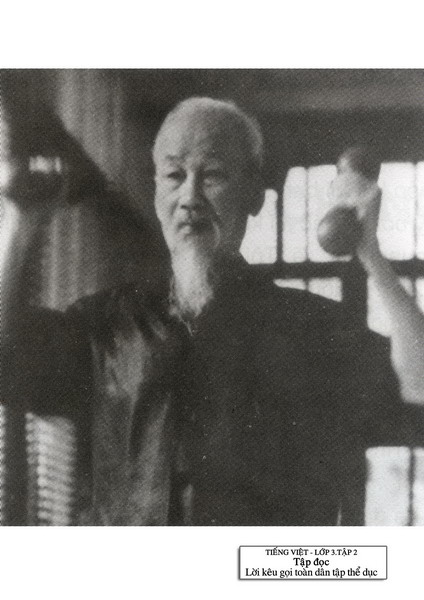 TIẾNG VIỆT - LỚP 3.TẬP 2
Tập đọc
Lời kêu gọi toàn dân tập thể dục